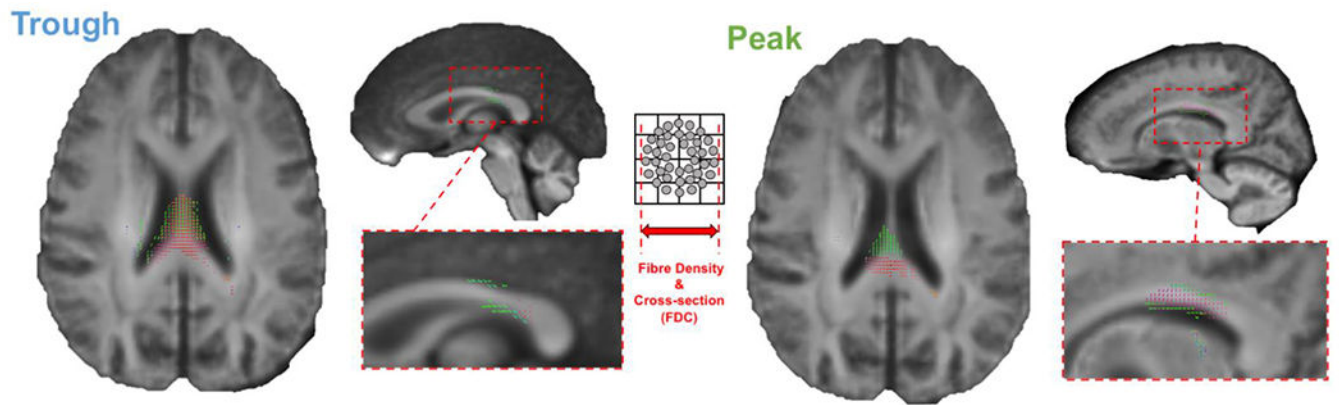 Trough
Peak
Fibre Density
&
Cross-section
(FDC)